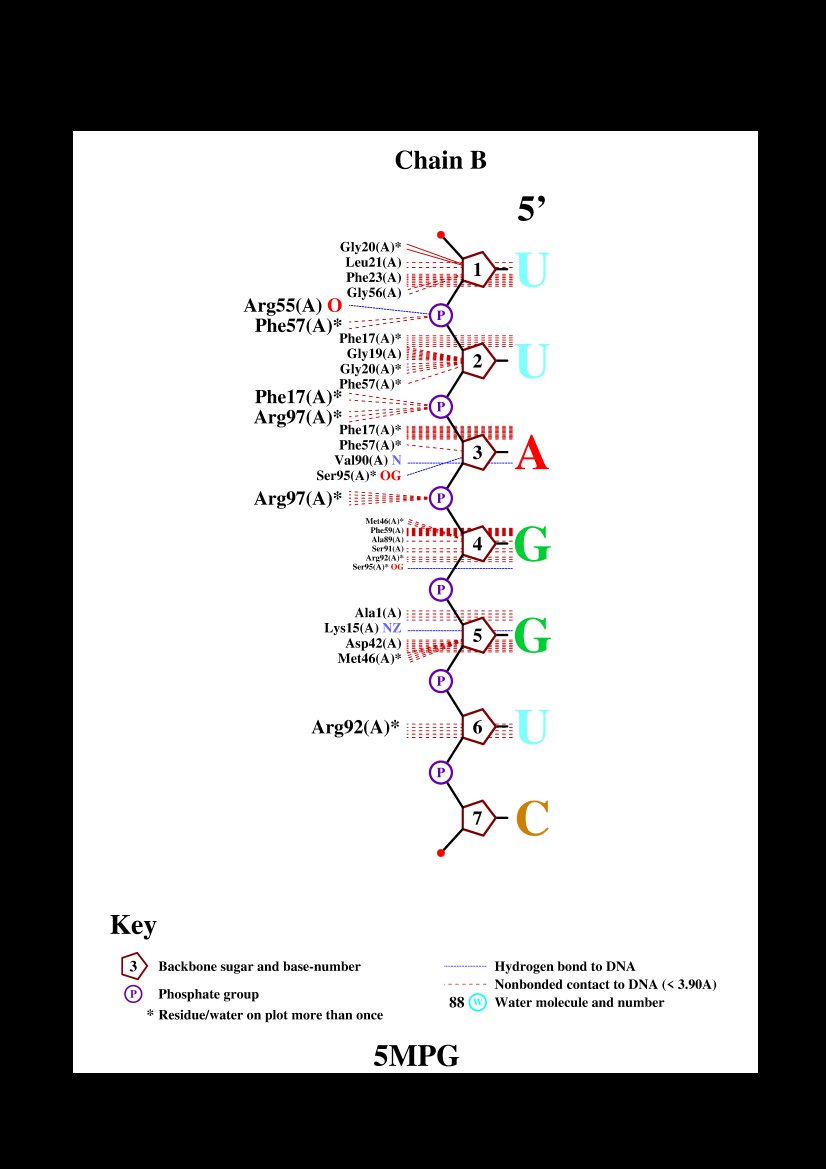 Chain B
5’
Gly20(A)*
Leu21(A)
1 U
Phe23(A)
Gly56(A)
Arg55(A) O
P
Phe57(A)*
Phe17(A)*
Gly19(A)
2 U
Gly20(A)*
Phe57(A)*
Phe17(A)*
P
Arg97(A)*
Phe17(A)*
Phe57(A)*
3 A
Val90(A) N
Ser95(A)* OG
Arg97(A)* P
Met46(A)*
Phe59(A)
Ala89(A)
4 G
Ser91(A)
Arg92(A)*
Ser95(A)* OG
P
Ala1(A)
Lys15(A) NZ
5 G
Asp42(A)
Met46(A)*
P
Arg92(A)* 6 U
P
7 C
Key
3 Backbone sugar and base-number
P Phosphate group
* Residue/water on plot more than once
Hydrogen bond to DNA
Nonbonded contact to DNA (< 3.90A)
88 W Water molecule and number
5MPG